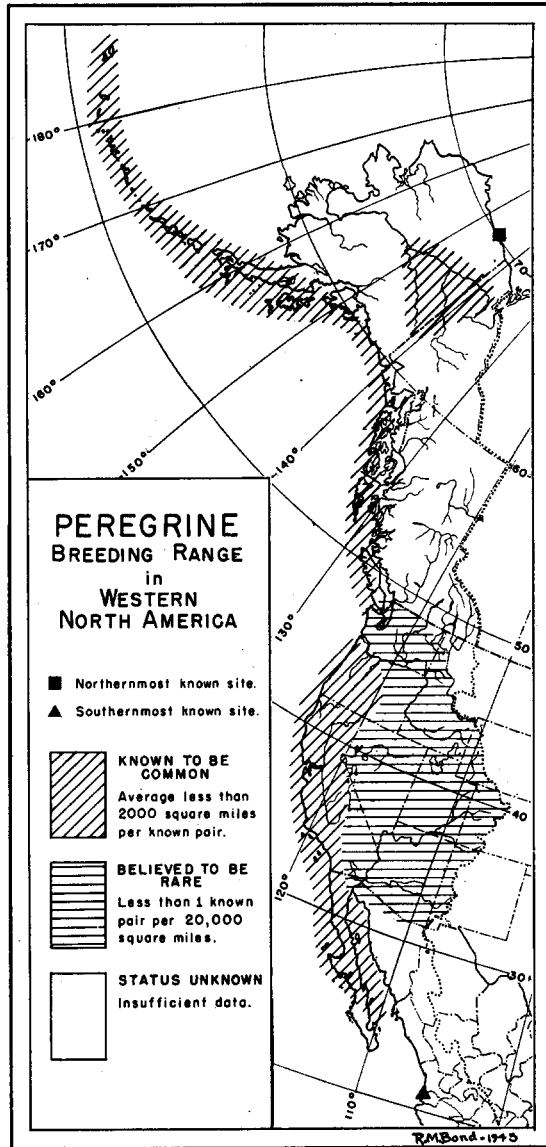 180°
170°
160°
150°
140°
130°
120°
110°
70
60
50
40
30
PEREGRINE
BREEDING RANGE
in
WESTERN
NORTH AMERICA
Northernmost known site.
Southernmost known site.
KNOWN TO BE
COMMON
Average less than
2000 square miles
per known pair.
BELIEVED TO BE
RARE
Less than 1 known
pair per 20,000
square miles.
STATUS UNKNOWN
Insufficient data.
R.M.Bond-1943